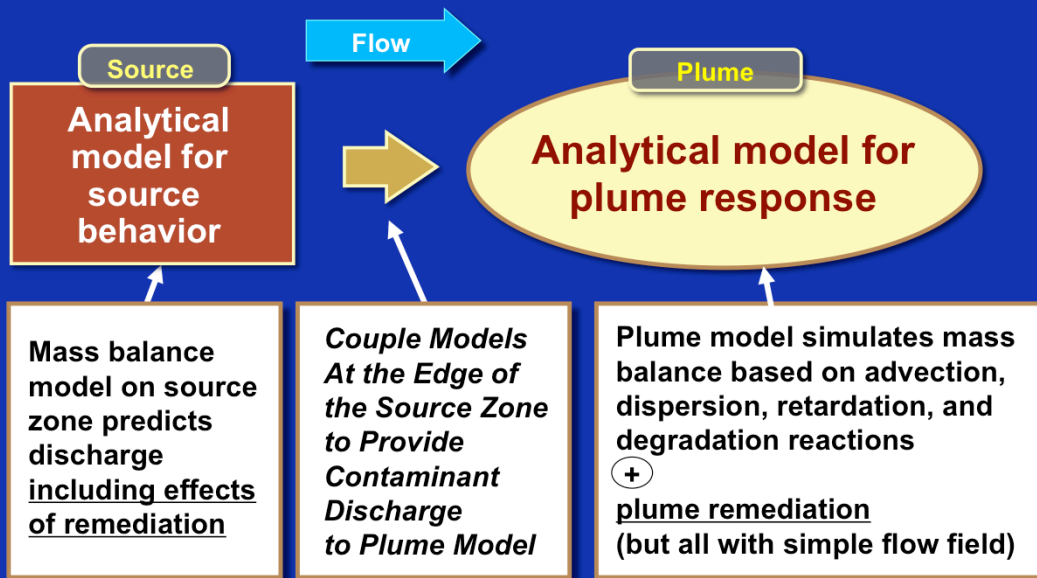 Flow
Source
Plume
Analytical
model for
source
behavior
Analytical model for
plume response
Mass balance
model on source
zone predicts
discharge
including effects
of remediation
Couple Models
At the Edge of
the Source Zone
to Provide
Contaminant
Discharge
to Plume Model
Plume model simulates mass
balance based on advection,
dispersion, retardation, and
degradation reactions
+
plume remediation
(but all with simple flow field)